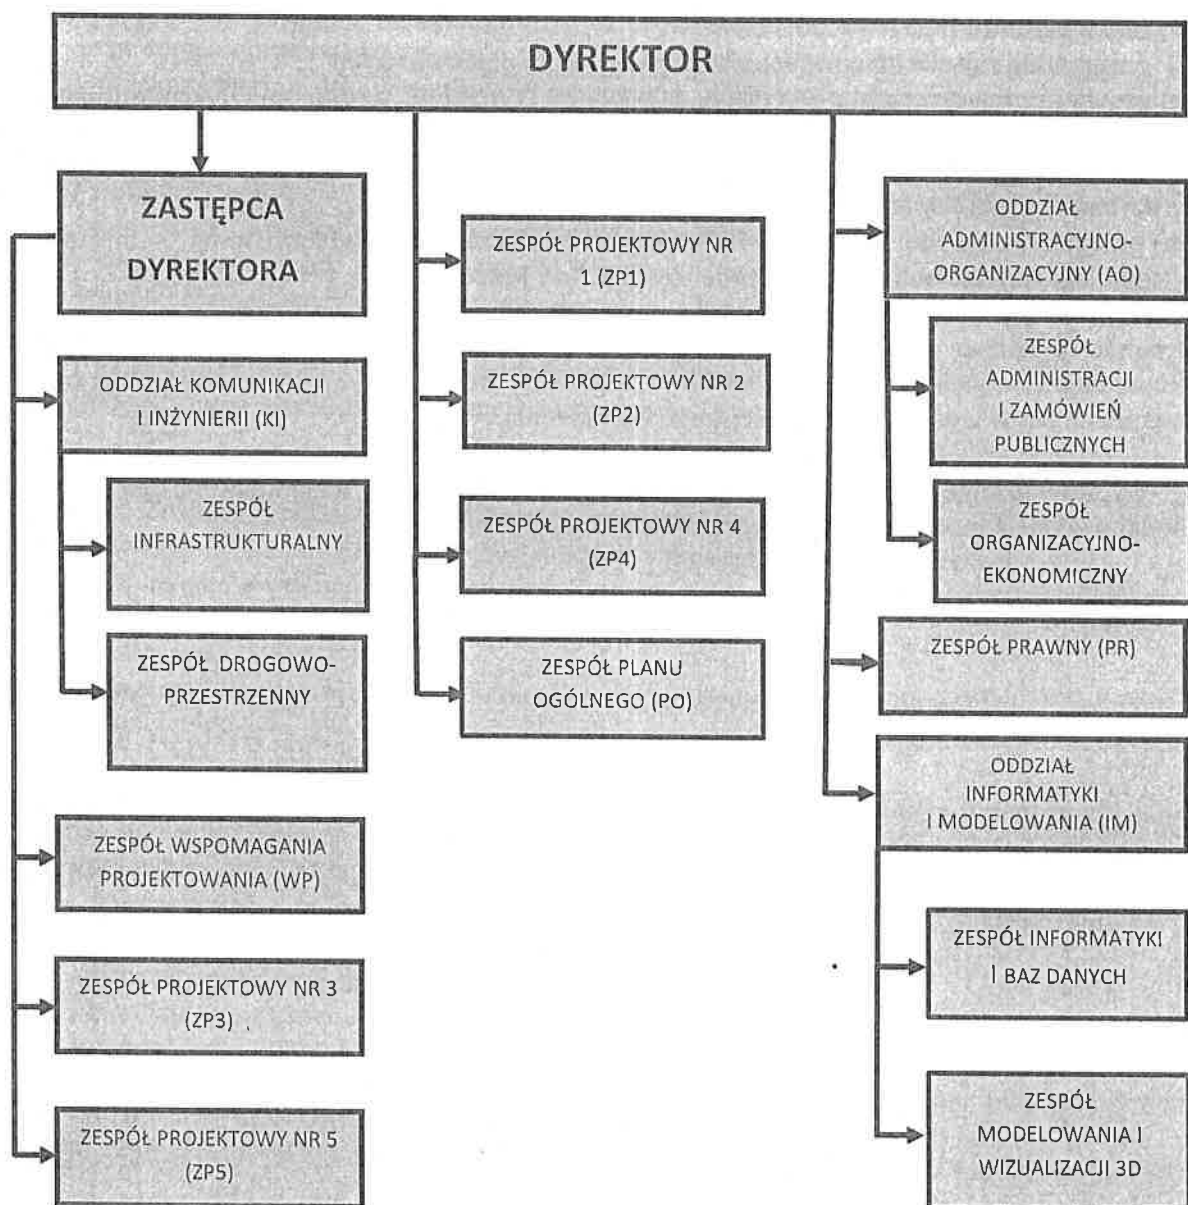 DYREKTOR
ZASTĘPCA
DYREKTORA
ODDZIAŁ KOMUNIKACJI
I INŻYNIERII (KI)
ZESPÓŁ
INFRASTRUKTURALNY
ZESPÓŁ DROGOWO-
PRZESTRZENNY
ZESPÓŁ WSPOMAGANIA
PROJEKTOWANIA (WP)
ZESPÓŁ PROJEKTOWY NR 3
(ZP3)
ZESPÓŁ PROJEKTOWY NR 5
(ZP5)
ZESPÓŁ PROJEKTOWY NR
1 (ZP1)
ZESPÓŁ PROJEKTOWY NR 2
(ZP2)
ZESPÓŁ PROJEKTOWY NR 4
(ZP4)
ZESPÓŁ PLANU
OGÓLNEGO (PO)
ODDZIAŁ
ADMINISTRACYJNO-
ORGANIZACYJNY (AO)
ZESPÓŁ
ADMINISTRACJI
I ZAMÓWIEŃ
PUBLICZNYCH
ZESPÓŁ
ORGANIZACYJNO-
EKONOMICZNY
ZESPÓŁ PRAWNY (PR)
ODDZIAŁ
INFORMATYKI
I MODELOWANIA (IM)
ZESPÓŁ INFORMATYKI
I BAZ DANYCH
ZESPÓŁ
MODELOWANIA I
WIZUALIZACJI 3D